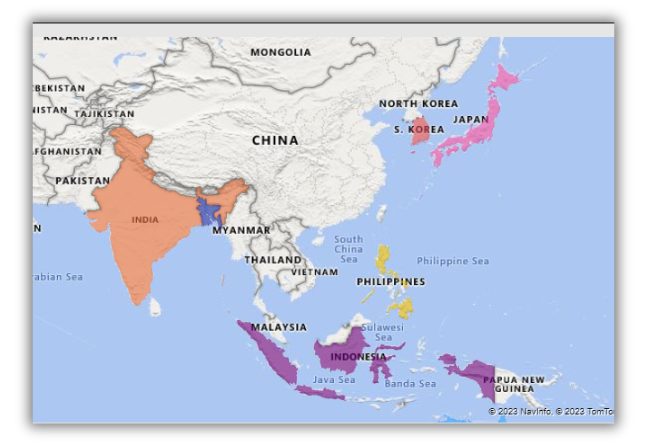 KAZAKHSTAN
MONGOLIA
BEKISTAN
NORTH KOREA
NISTAN
TAJIKISTAN
JAPAN
S. KOREA
CHINA
FGHANISTAN
PAKISTAN
INDIA
N
MYANMAR
South
China
Sea
THAILAND
Philippine Sea
VIETNAM
rabian Sea
PHILIPPINES
MALAYSIA
Sulawesi
Sea
INDONESIA
Java Sea
Banda Sea
PAPUA NEW
GUINEA
© 2023 NavInfo, © 2023 TomTo